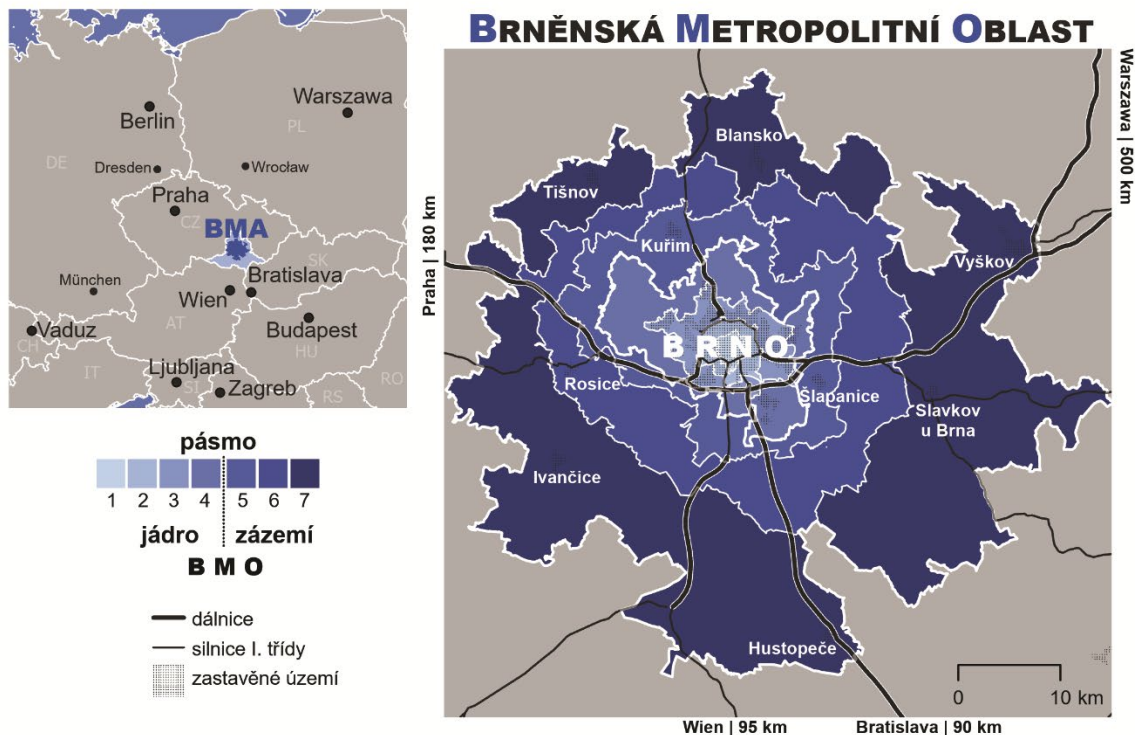 BRNĚNSKÁ METROPOLITNÍ OBLAST
Warszawa
Berlin
PL
DE
Dresden
Wrocław
Praha
CZ
BMA
SK
München
Bratislava
Wien
Vaduz
AT
Budapest
CH
HU
IT
Ljubljana
SI
Zagreb
RO
RS
pásmo
1 2 3 4 5 6 7
jádro zázemí
BMO
dálnice
silnice I. třídy
zastavěné území
Praha | 180 km
Warszawa | 500 km
Blansko
Tišnov
Kuřim
Vyškov
BRNO
Rosice
Šlapanice
Slavkov
u Brna
Ivančice
Hustopeče
0 10 km
Wien | 95 km
Bratislava | 90 km